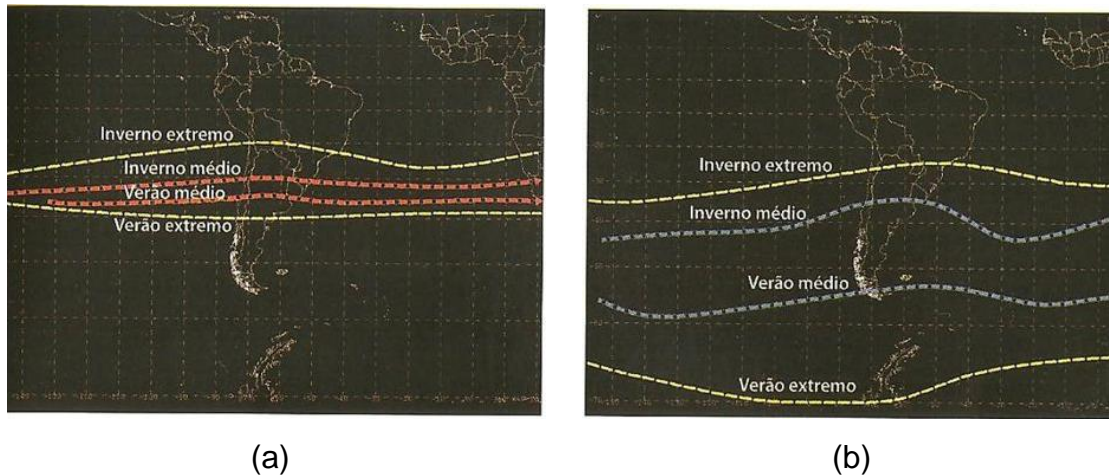 Inverno extremo
Inverno médio
Verão médio
Verão extremo
Inverno extremo
Inverno médio
Verão médio
Verão extremo
(a)
(b)